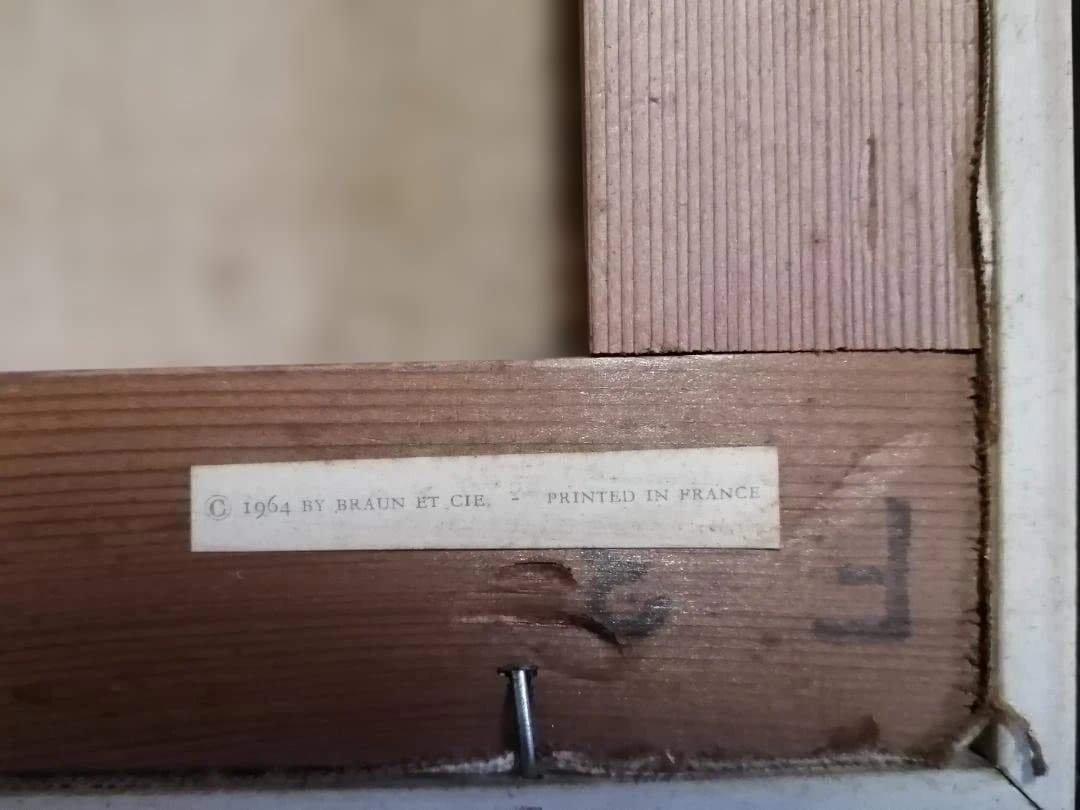 © 1964 BY BRAUN ET CIE. - PRINTED IN FRANCE